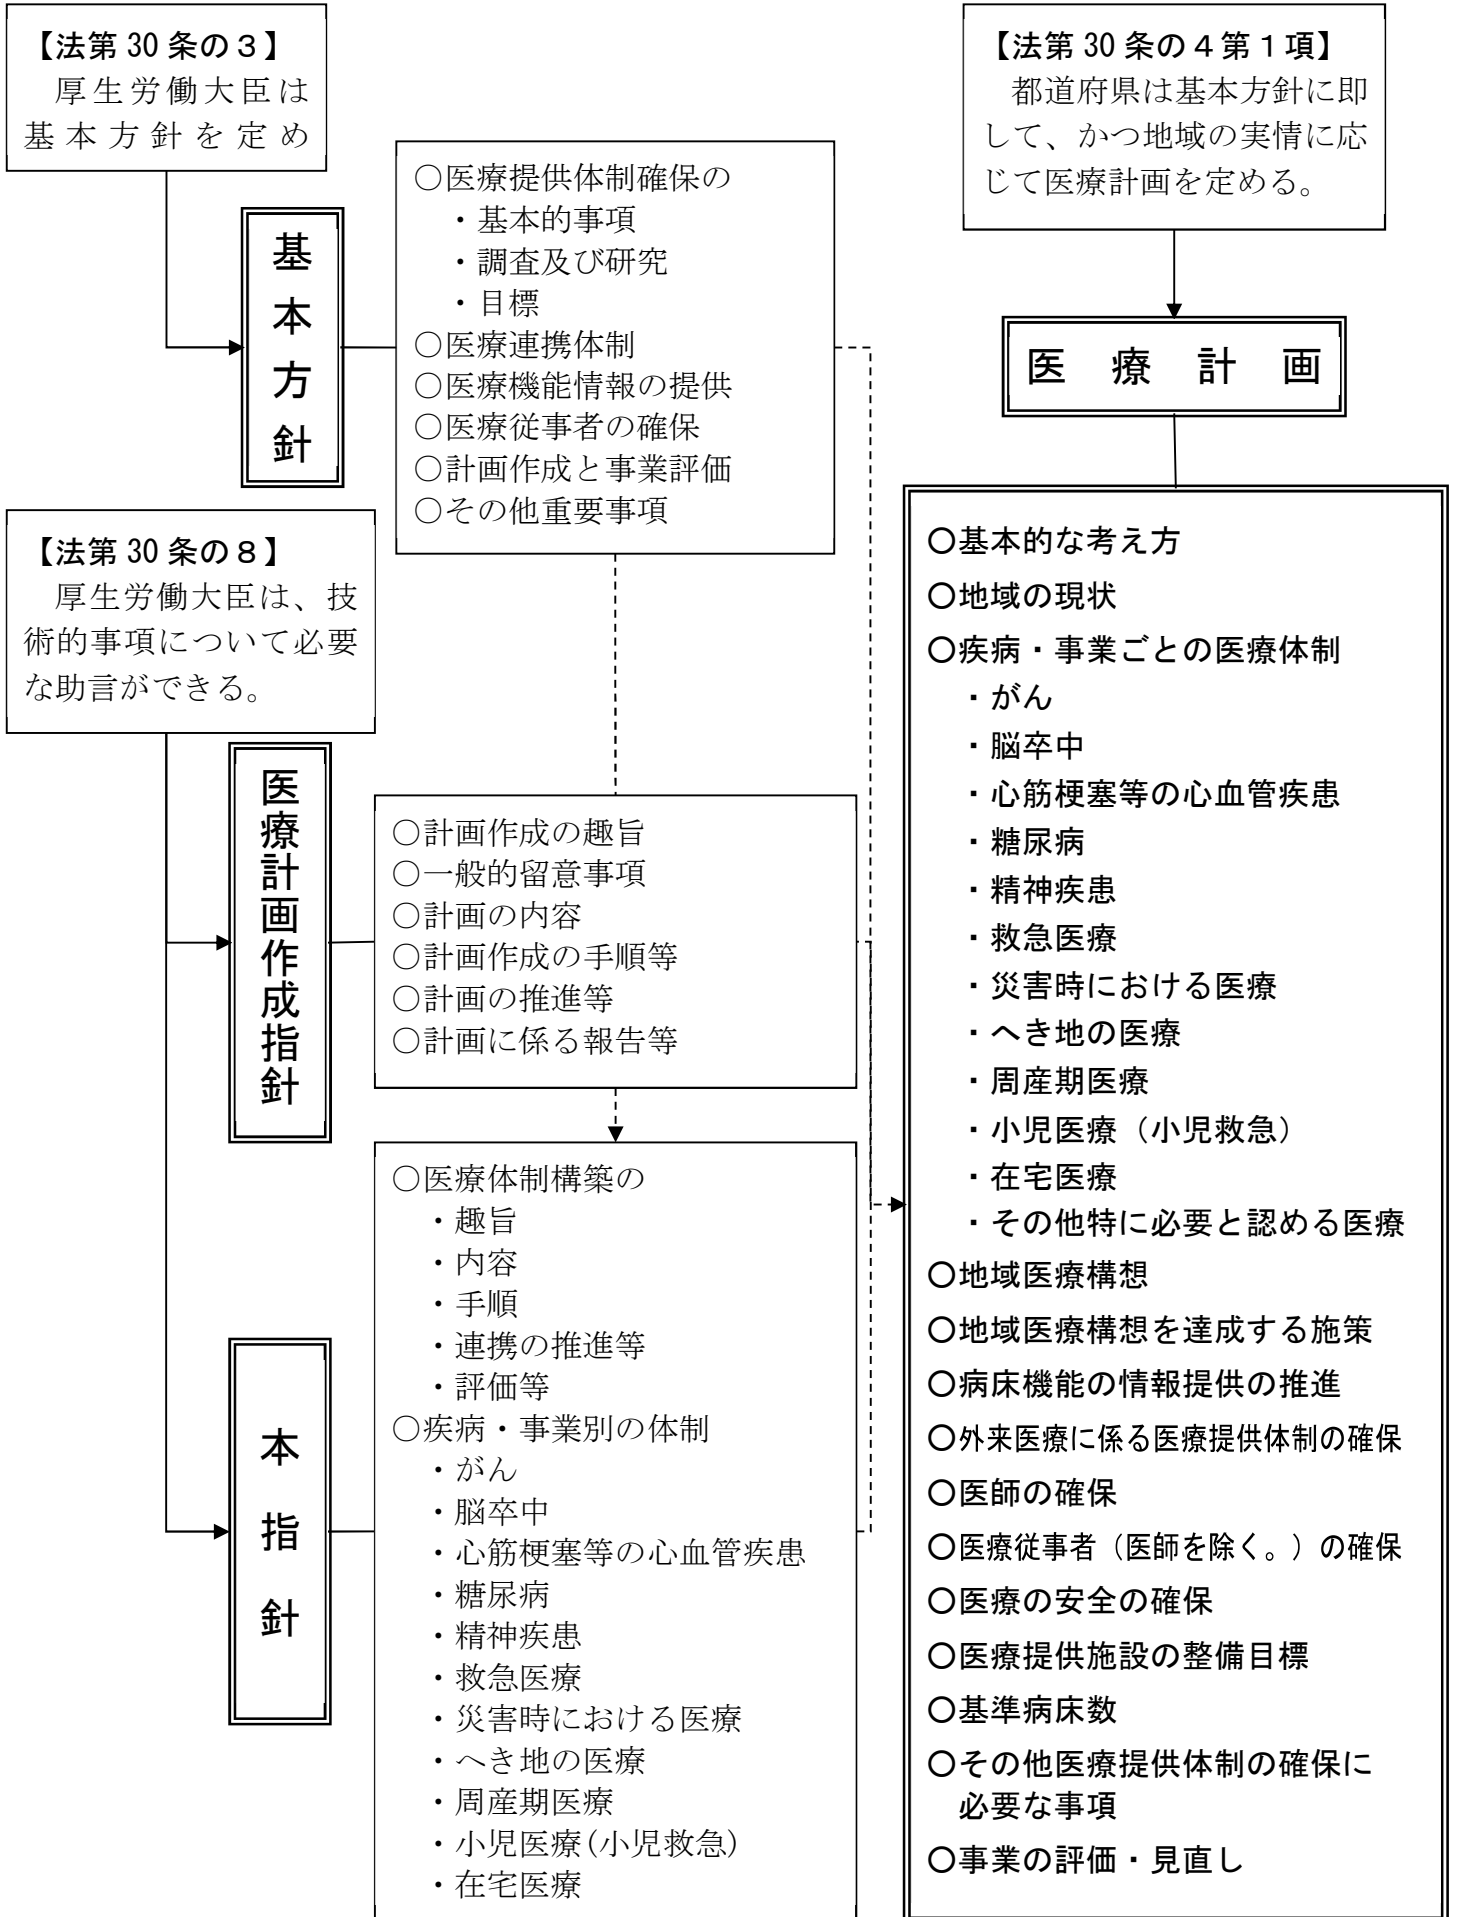 【法第 30 条の３】
厚生労働大臣は
基本方針を定め
基本方針
○医療提供体制確保の
・基本的事項
・調査及び研究
・目標
○医療連携体制
○医療機能情報の提供
○医療従事者の確保
○計画作成と事業評価
○その他重要事項
【法第 30 条の８】
厚生労働大臣は、技
術的事項について必要
な助言ができる。
医療計画作成指針
○計画作成の趣旨
○一般的留意事項
○計画の内容
○計画作成の手順等
○計画の推進等
○計画に係る報告等
本指針
○医療体制構築の
・趣旨
・内容
・手順
・連携の推進等
・評価等
○疾病・事業別の体制
・がん
・脳卒中
・心筋梗塞等の心血管疾患
・糖尿病
・精神疾患
・救急医療
・災害時における医療
・へき地の医療
・周産期医療
・小児医療(小児救急)
・在宅医療
【法第 30 条の４第１項】
都道府県は基本方針に即
して、かつ地域の実情に応
じて医療計画を定める。
医 療 計 画
○基本的な考え方
○地域の現状
○疾病・事業ごとの医療体制
・がん
・脳卒中
・心筋梗塞等の心血管疾患
・糖尿病
・精神疾患
・救急医療
・災害時における医療
・へき地の医療
・周産期医療
・小児医療（小児救急）
・在宅医療
・その他特に必要と認める医療
○地域医療構想
○地域医療構想を達成する施策
○病床機能の情報提供の推進
○外来医療に係る医療提供体制の確保
○医師の確保
○医療従事者（医師を除く。）の確保
○医療の安全の確保
○医療提供施設の整備目標
○基準病床数
○その他医療提供体制の確保に
必要な事項
○事業の評価・見直し